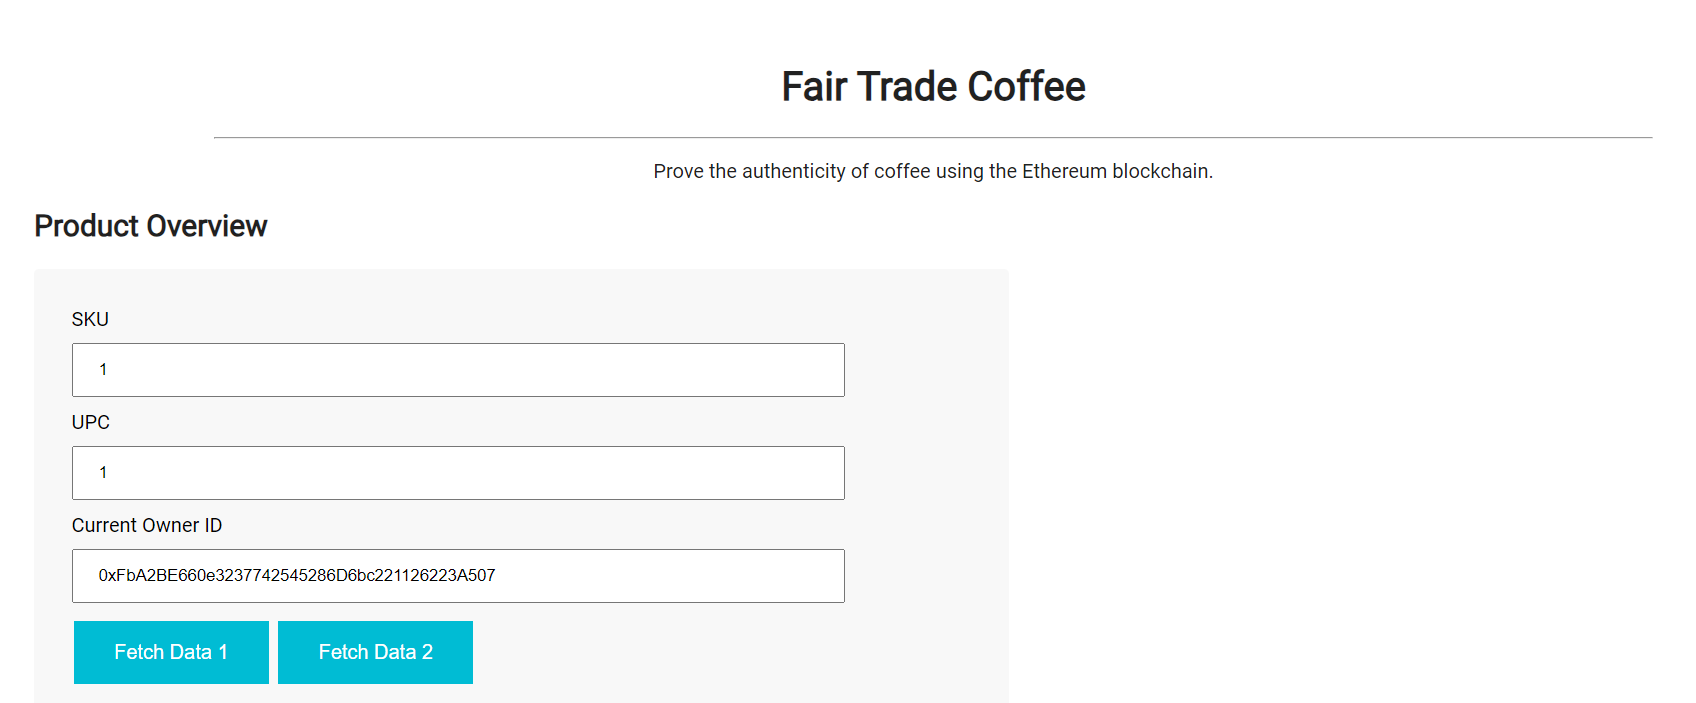 Fair Trade Coffee
Prove the authenticity of coffee using the Ethereum blockchain.
Product Overview
SKU
1
UPC
1
Current Owner ID
0xFbA2BE660e3237742545286D6bc221126223A507
Fetch Data 1 Fetch Data 2